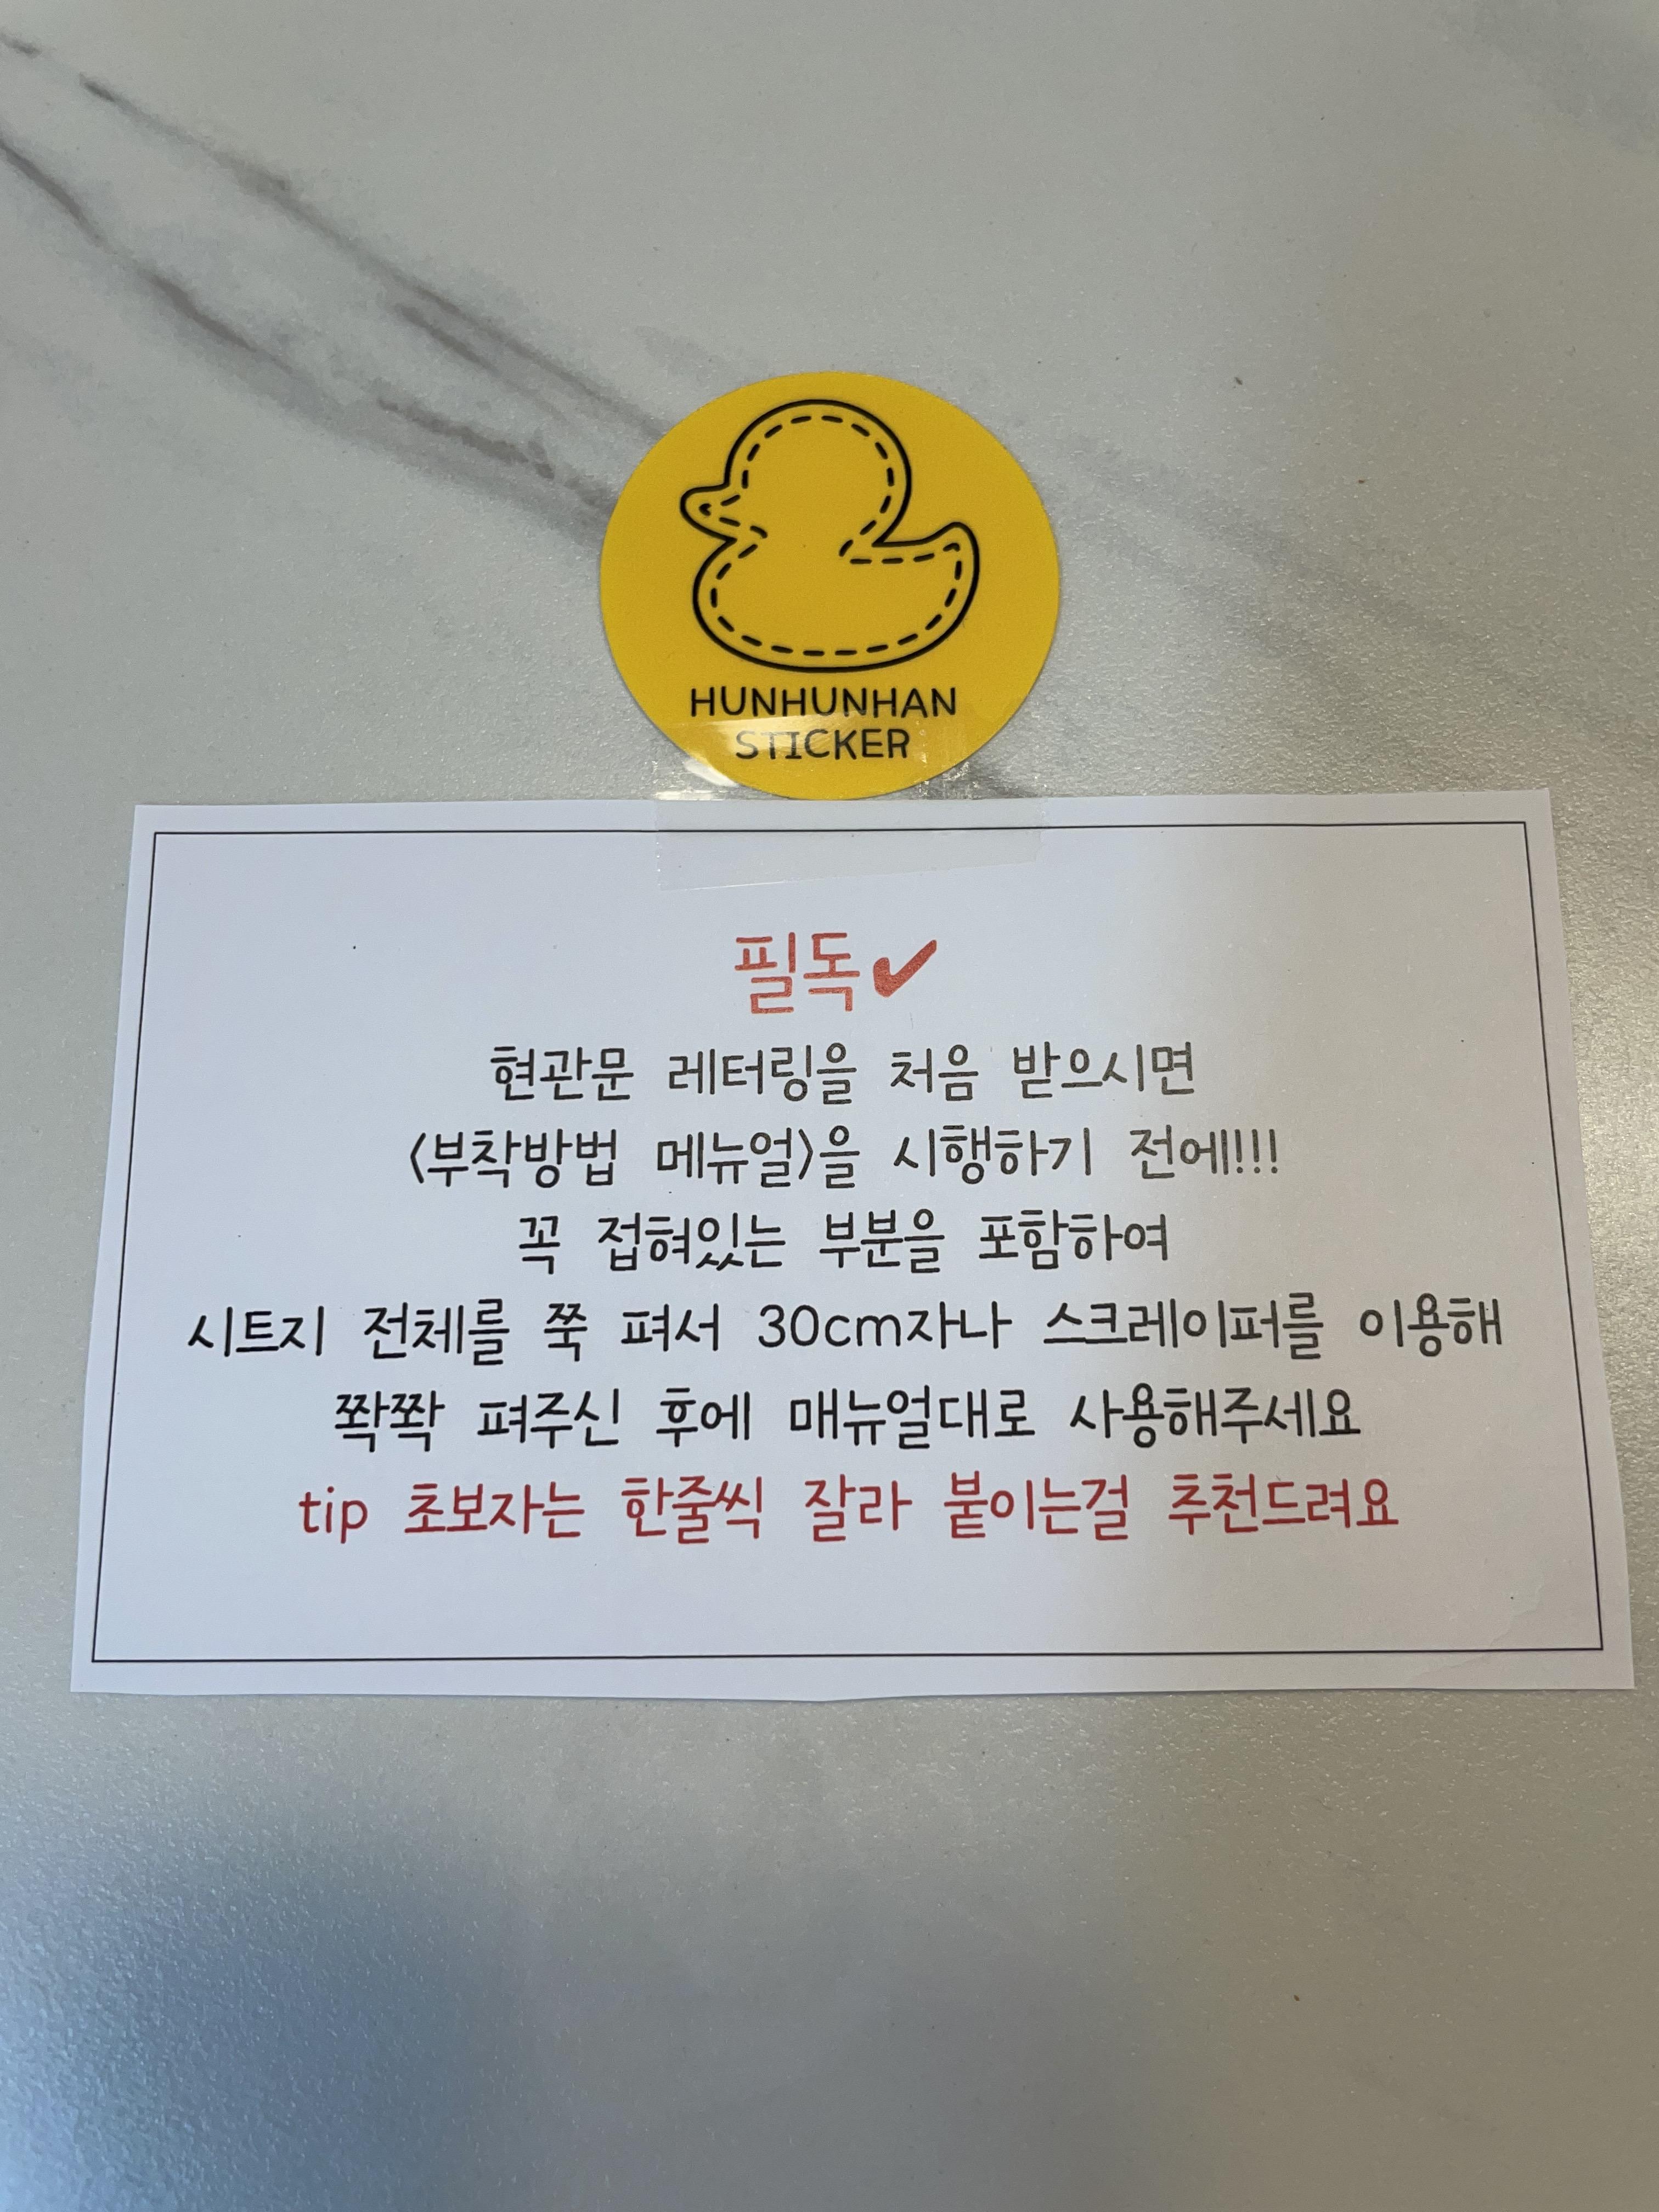 HUNHUNHAN
STICKER
필독✔
현관문 레터링을 처음 받으시면
<부착방법 메뉴얼>을 시행하기 전에!!!
꼭 접혀있는 부분을 포함하여
시트지 전체를 쭉 펴서 30cm자나 스크레이퍼를 이용해
쫙쫙 펴주신 후에 매뉴얼대로 사용해주세요
tip 초보자는 한줄씩 잘라 붙이는걸 추천드려요